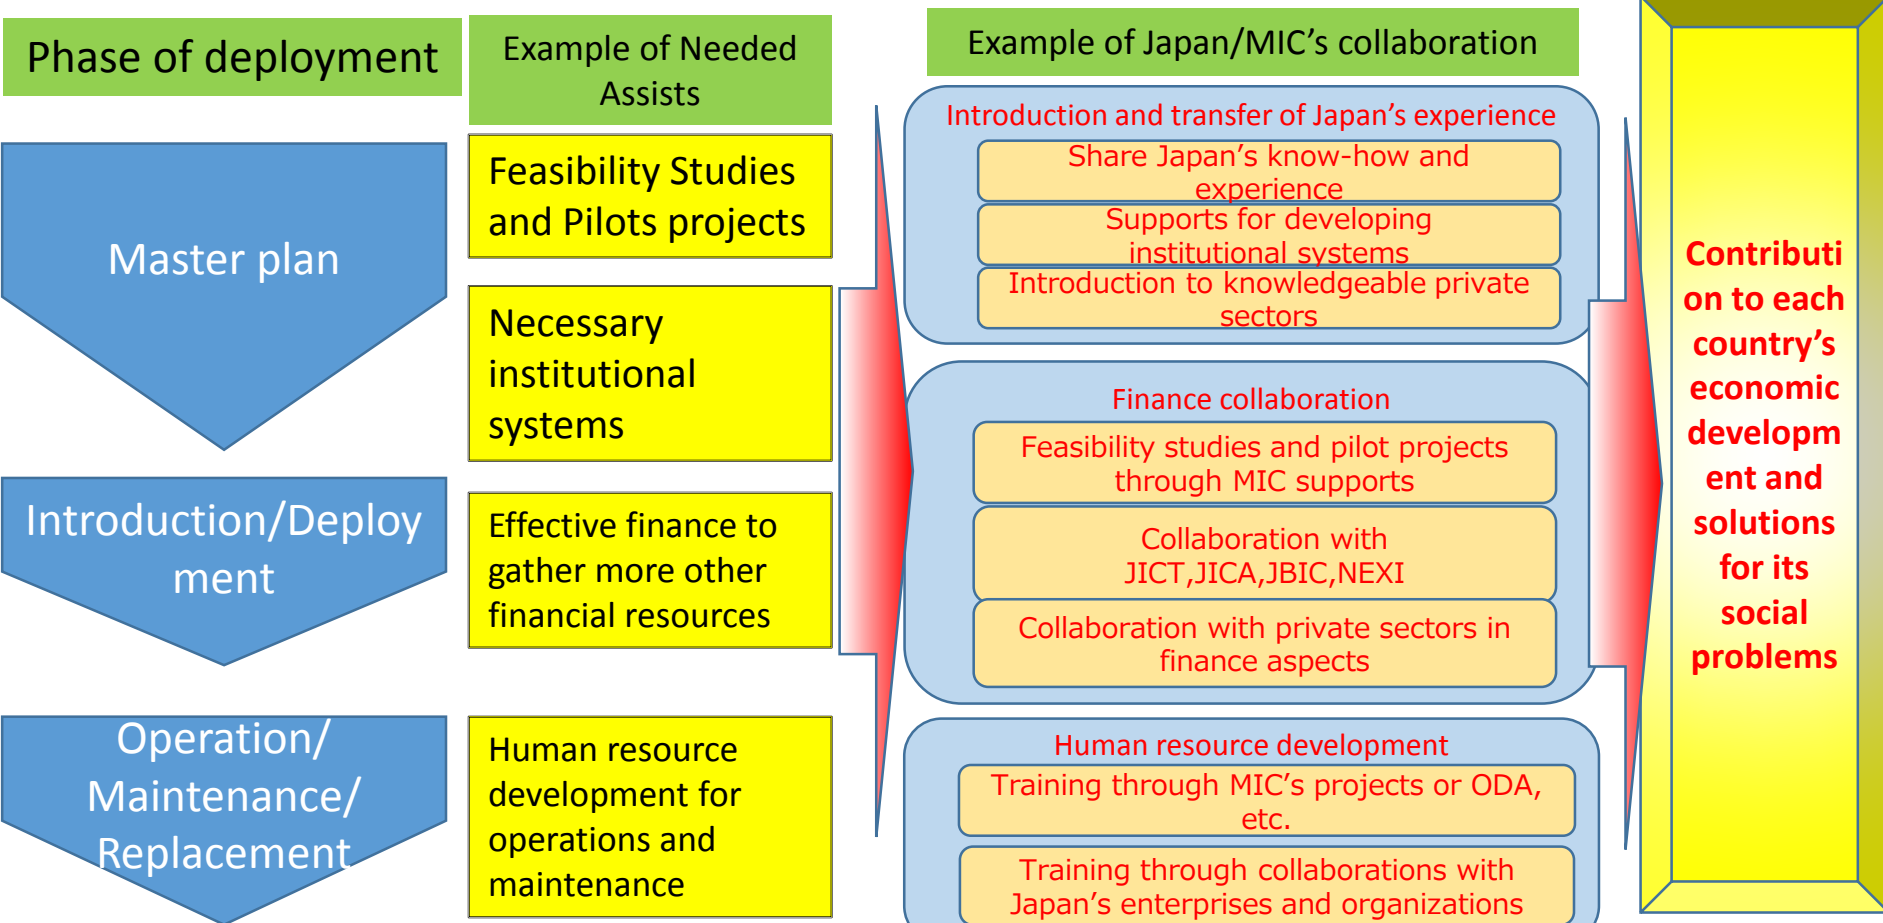 Phase of deployment
Example of Needed
Assists
Example of Japan/MIC’s collaboration
Master plan
Introduction/Deploy
ment
Operation/
Maintenance/
Replacement
Feasibility Studies
and Pilots projects
Necessary
institutional
systems
Effective finance to
gather more other
financial resources
Human resource
development for
operations and
maintenance
Introduction and transfer of Japan’s experience
Share Japan’s know-how and
experience
Supports for developing
institutional systems
Introduction to knowledgeable private
sectors
Finance collaboration
Feasibility studies and pilot projects
through MIC supports
Collaboration with
JICT,JICA,JBIC,NEXI
Collaboration with private sectors in
finance aspects
Human resource development
Training through MIC’s projects or ODA,
etc.
Training through collaborations with
Japan’s enterprises and organizations
Contributi
on to each
country’s
economic
developm
ent and
solutions
for its
social
problems